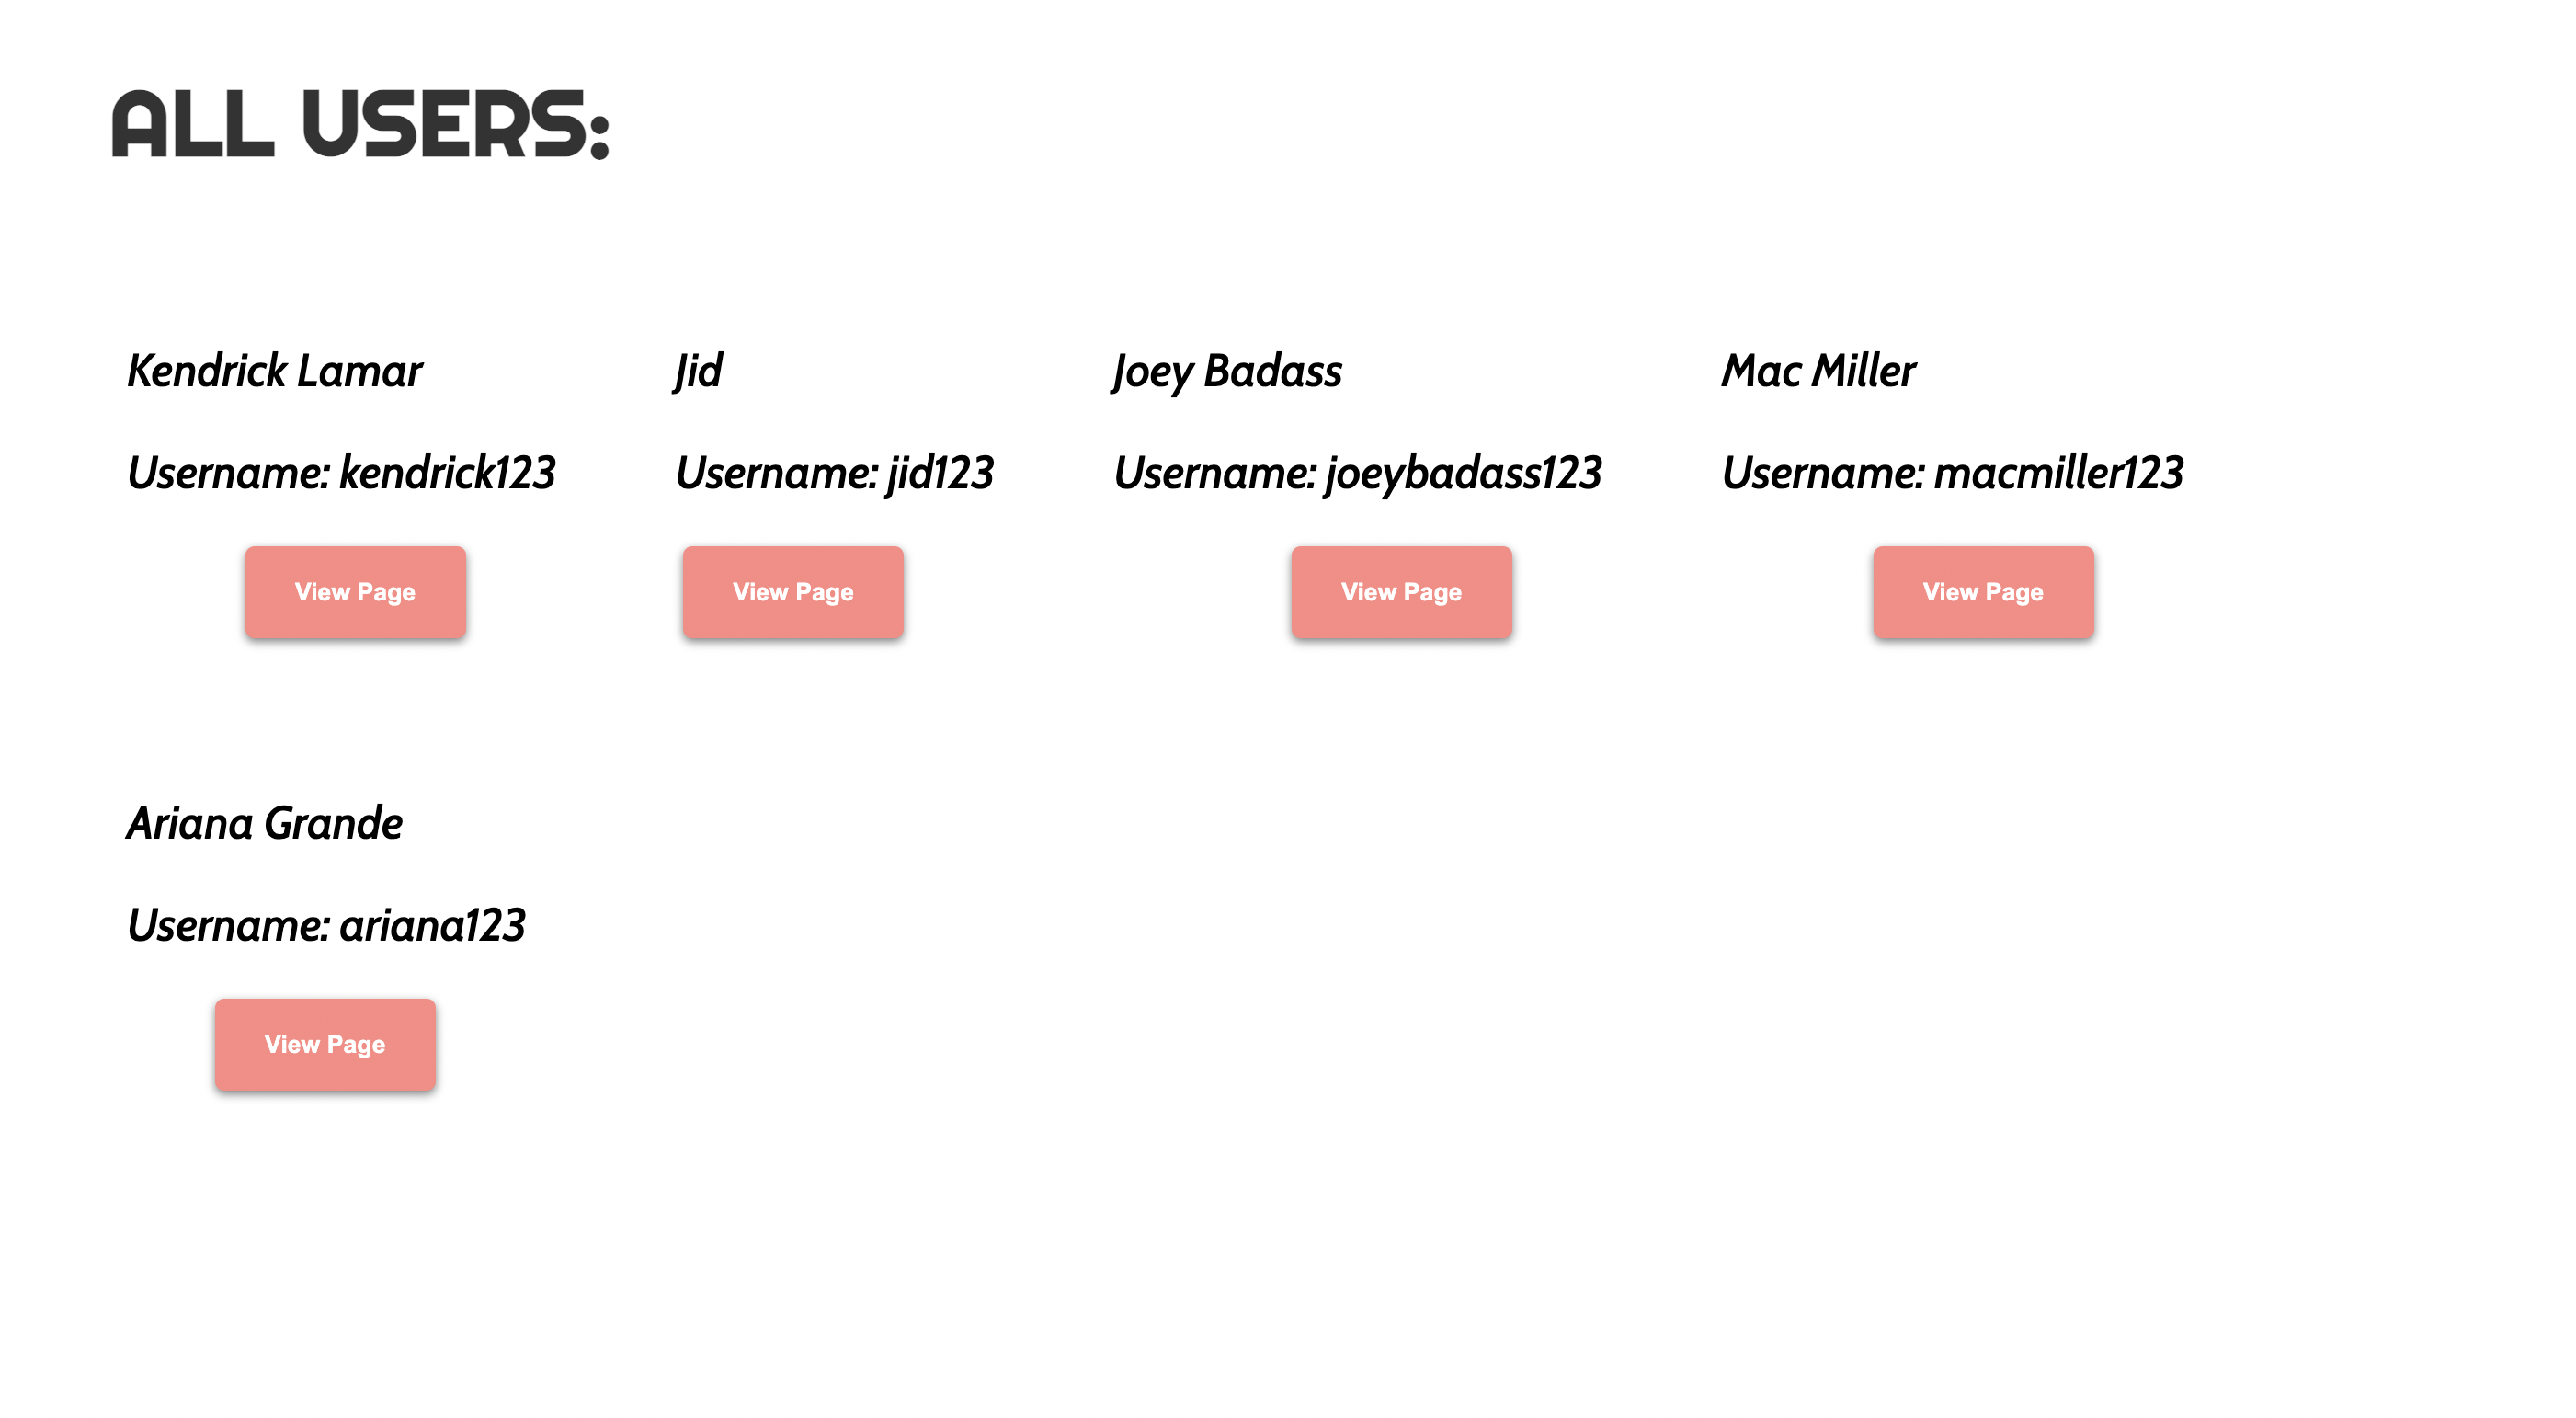 ALL USERS:
Kendrick Lamar
Username: kendrick123
View Page
Jid
Username: jid123
View Page
Joey Badass
Username: joeybadass123
View Page
Mac Miller
Username: macmiller123
View Page
Ariana Grande
Username: ariana123
View Page